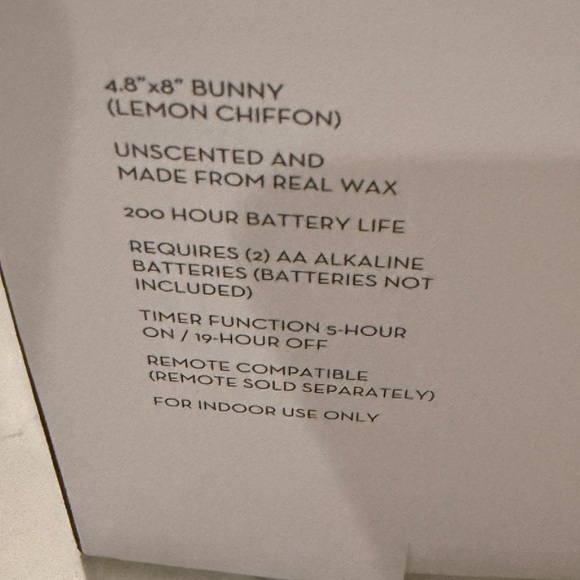 4.8”x8” BUNNY
(LEMON CHIFFON)
UNSCENTED AND
MADE FROM REAL WAX
200 HOUR BATTERY LIFE
REQUIRES (2) AA ALKALINE
BATTERIES (BATTERIES NOT
INCLUDED)
TIMER FUNCTION 5-HOUR
ON / 19-HOUR OFF
REMOTE COMPATIBLE
(REMOTE SOLD SEPARATELY)
FOR INDOOR USE ONLY